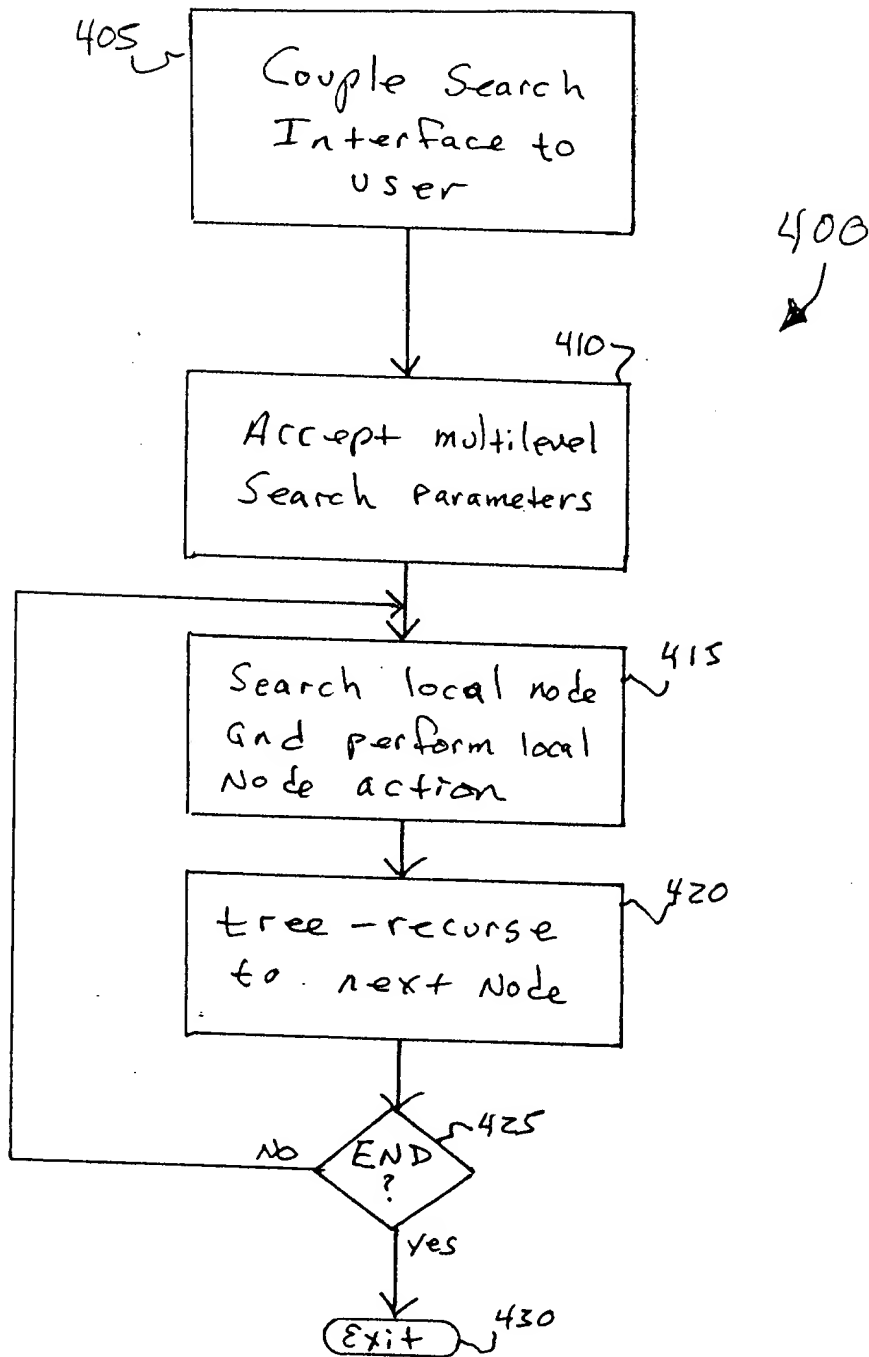 405
Couple Search
Interface to
user
400
410
Accept multilevel
Search parameters
415
Search local node
and perform local
Node action
420
tree-recurse
to next Node
425
END
?
No
yes
Exit
430